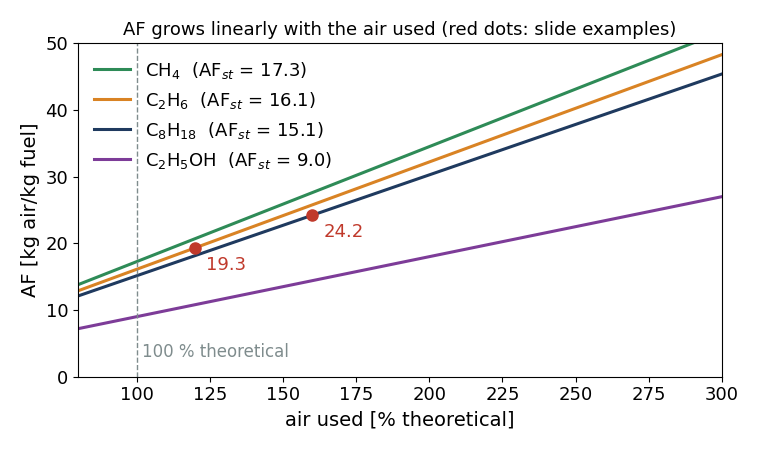 AF grows linearly with the air used (red dots: slide examples)
AF [kg air/kg fuel]
50
40
30
20
10
0
CH₄ (AFₛₜ = 17.3)
C₂H₆ (AFₛₜ = 16.1)
C₈H₁₈ (AFₛₜ = 15.1)
C₂H₅OH (AFₛₜ = 9.0)
24.2
19.3
100 % theoretical
100 125 150 175 200 225 250 275 300
air used [% theoretical]